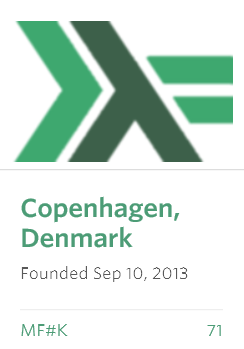 Copenhagen,
Denmark
Founded Sep 10, 2013
MF#K 71